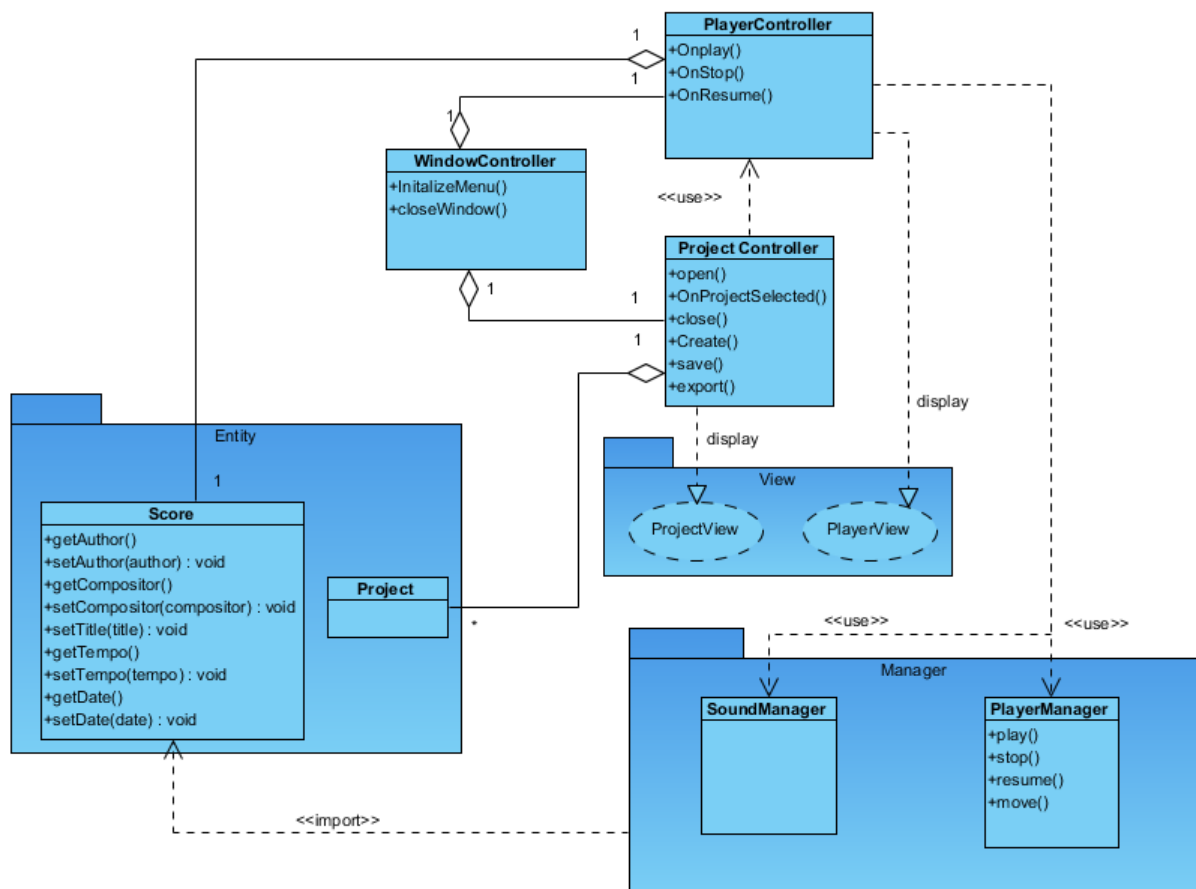 PlayerController
+Onplay()
+OnStop()
+OnResume()
1
1
1
WindowController
+InitalizeMenu()
+closeWindow()
<<use>>
Project Controller
+open()
+OnProjectSelected()
+close()
+Create()
+save()
+export()
1
1
1
display
display
Entity
1
Score
+getAuthor()
+setAuthor(author) : void
+getCompositor()
+setCompositor(compositor) : void
+setTitle(title) : void
+getTempo()
+setTempo(tempo) : void
+getDate()
+setDate(date) : void
Project
*
View
ProjectView
PlayerView
<<use>>
<<use>>
Manager
SoundManager
PlayerManager
+play()
+stop()
+resume()
+move()
<<import>>